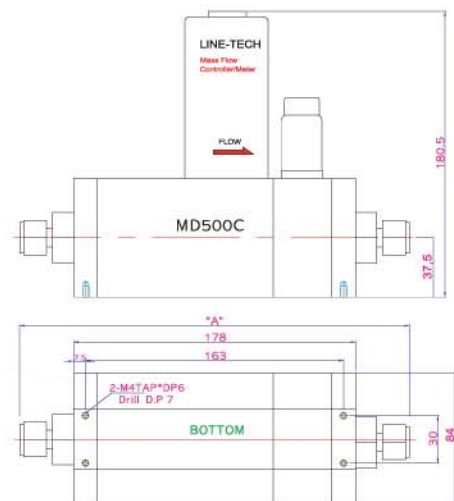 LINE-TECH
Mass Flow
Controller/Meter
FLOW
MD500C
180.5
37.5
"A"
178
7.5
163
2-M4TAP*DP6
Drill D.P 7
BOTTOM
30
84